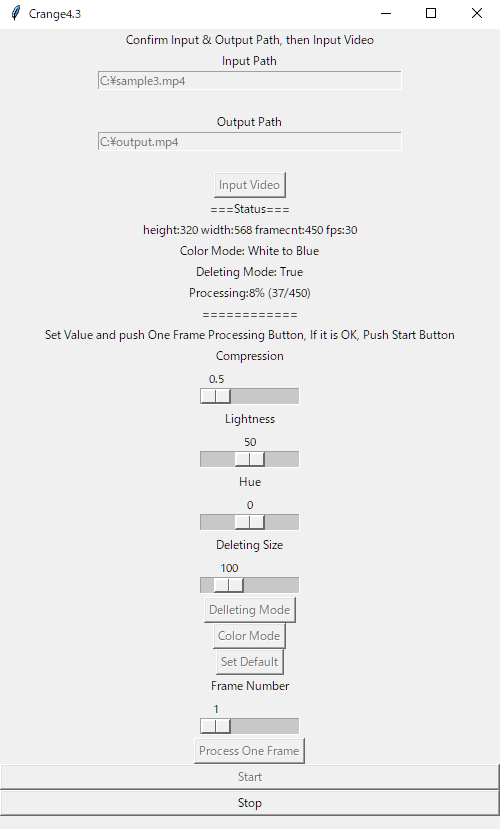 Crange4.3
Confirm Input & Output Path, then Input Video
Input Path
C:¥sample3.mp4
Output Path
C:¥output.mp4
Input Video
===Status===
height:320 width:568 framecnt:450 fps:30
Color Mode: White to Blue
Deleting Mode: True
Processing:8% (37/450)
============
Set Value and push One Frame Processing Button, If it is OK, Push Start Button
Compression
0.5
Lightness
50
Hue
0
Deleting Size
100
Delleting Mode
Color Mode
Set Default
Frame Number
1
Process One Frame
Start
Stop